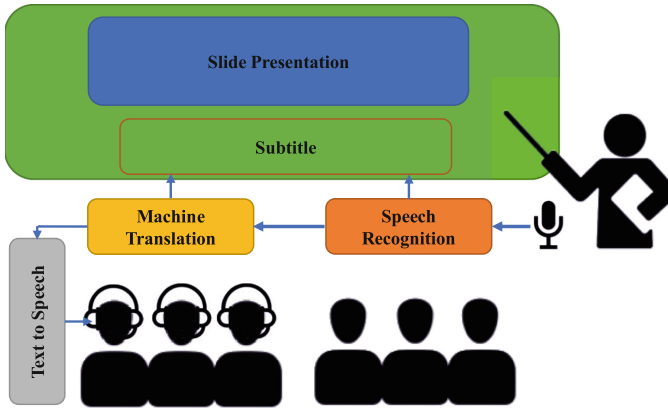 Slide Presentation
Subtitle
Machine
Translation
Speech
Recognition
Text to Speech